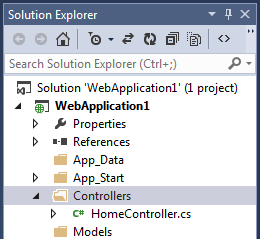 Solution Explorer
Search Solution Explorer (Ctrl+;)
Solution 'WebApplication1' (1 project)
WebApplication1
Properties
References
App_Data
App_Start
Controllers
C# HomeController.cs
Models